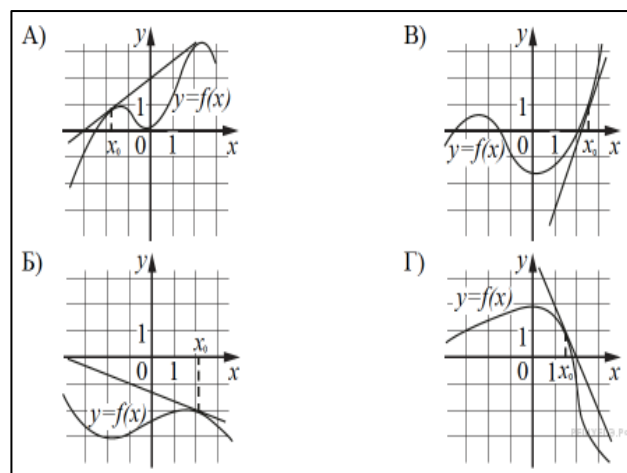 А)
y
y=f(x)
1
x₀
0
1
x
В)
y
1
0
1
x₀
x
y=f(x)
Б)
y
1
x₀
0
1
x
y=f(x)
Г)
y
y=f(x)
1
0
1
x₀
x